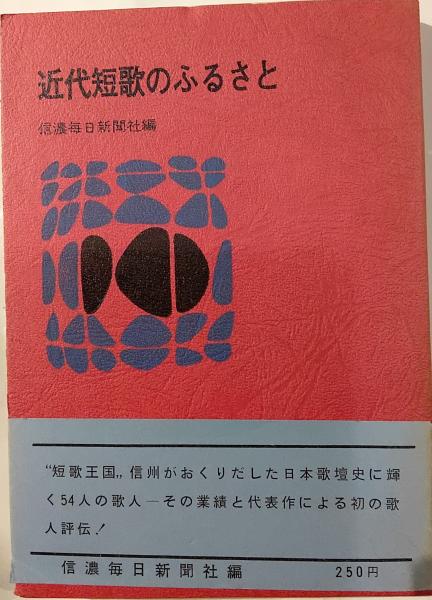 近代短歌のふるさと
信濃毎日新聞社編
“短歌王国„信州がおくりだした日本歌壇史に輝
く54人の歌人―その業績と代表作による初の歌
人評伝！
信濃毎日新聞社編 250円